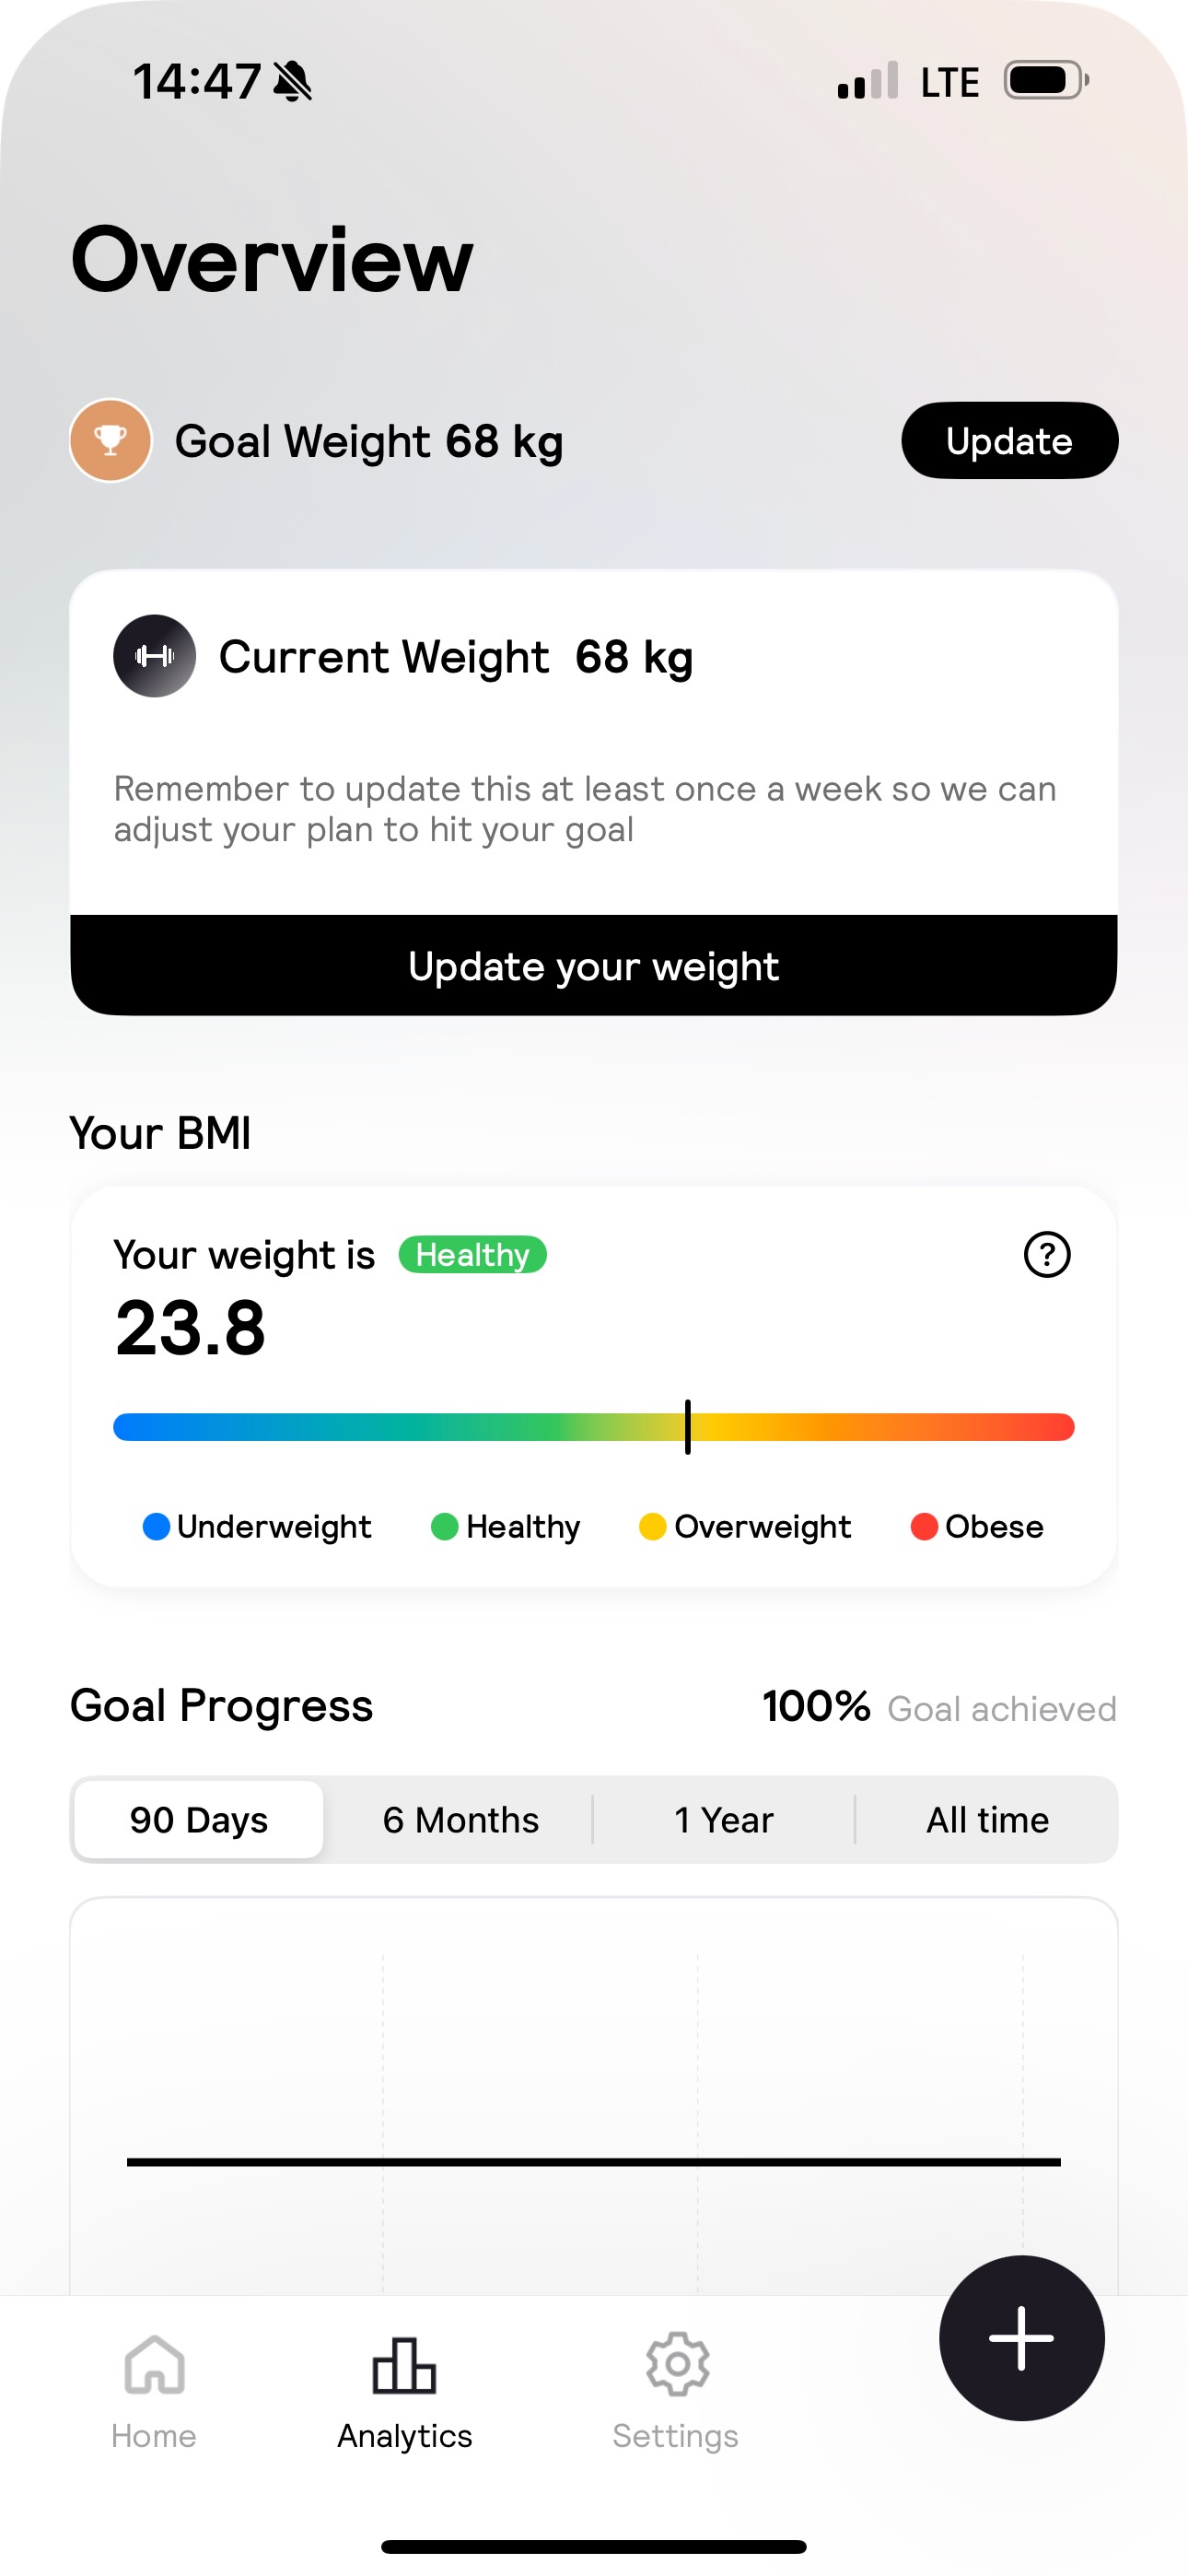 14:47 LTE
Overview
Goal Weight 68 kg Update
Current Weight 68 kg
Remember to update this at least once a week so we can
adjust your plan to hit your goal
Update your weight
Your BMI
Your weight is Healthy ?
23.8
Underweight Healthy Overweight Obese
Goal Progress 100% Goal achieved
90 Days 6 Months 1 Year All time
Home Analytics Settings